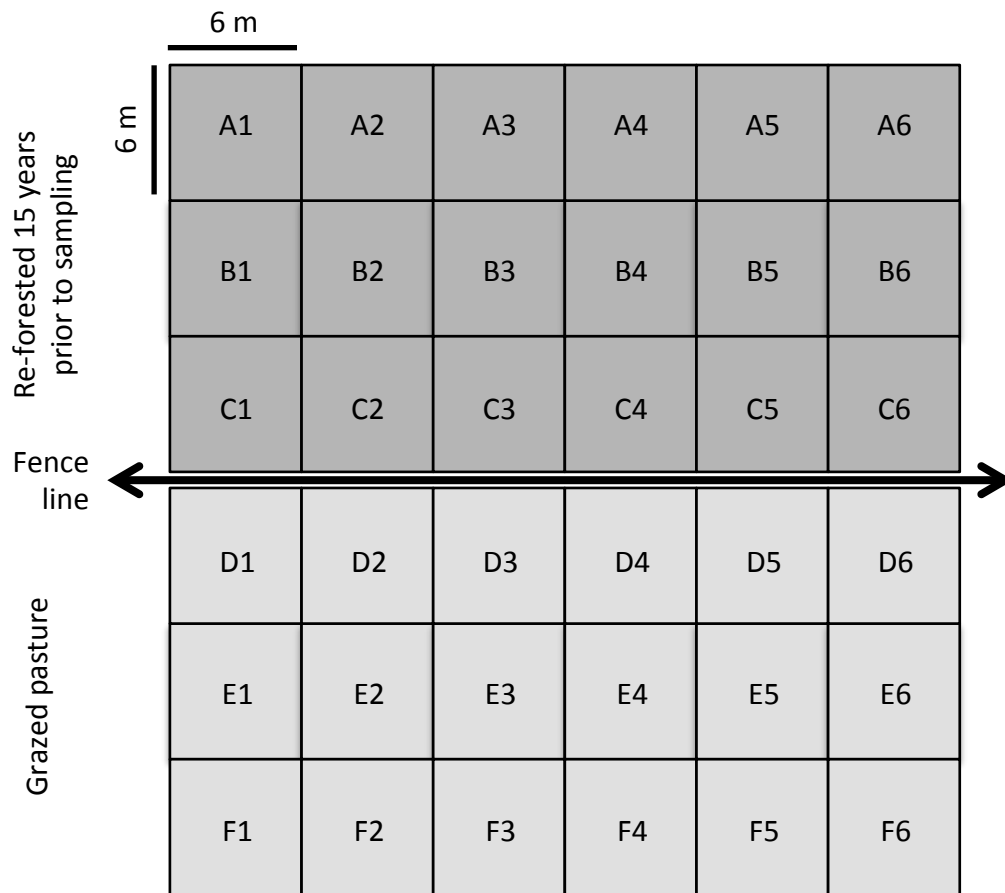 6 m
6 m
Re-forested 15 years
prior to sampling
A1 A2 A3 A4 A5 A6
B1 B2 B3 B4 B5 B6
C1 C2 C3 C4 C5 C6
Fence
line
Grazed pasture
D1 D2 D3 D4 D5 D6
E1 E2 E3 E4 E5 E6
F1 F2 F3 F4 F5 F6